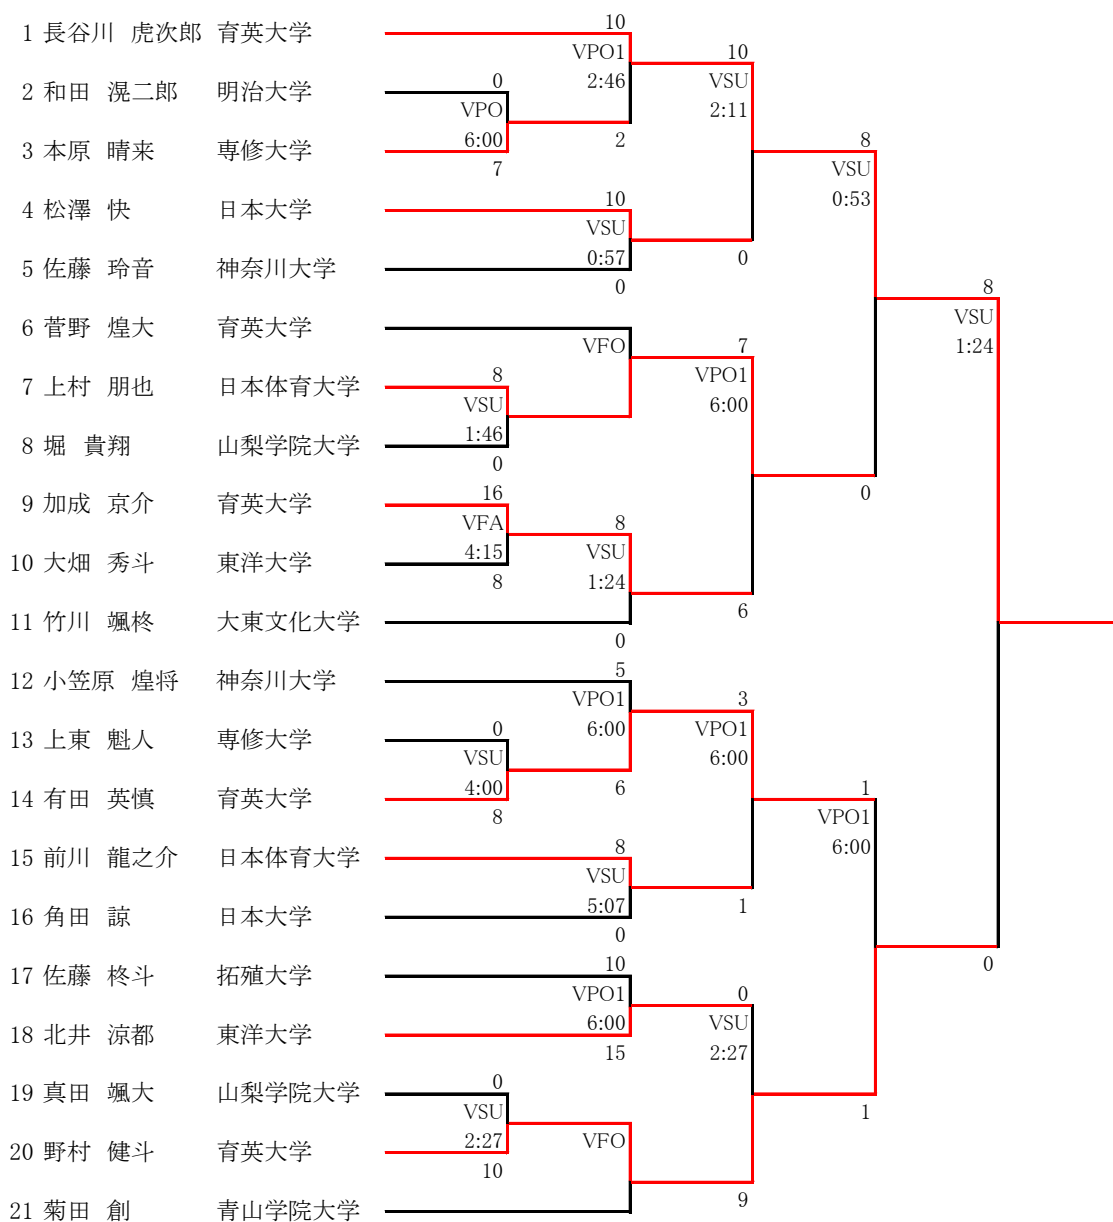 10
1 長谷川 虎次郎 育英大学
VPO1 10
0 2:46 VSU
2 和田 滉二郎 明治大学
VPO 2:11
6:00 2 8
3 本原 晴来 専修大学
7 VSU
10 0:53
4 松澤 快 日本大学
VSU
0:57 0
5 佐藤 玲音 神奈川大学
0 8
6 菅野 煌大 育英大学 VSU
VFO 7 1:24
8 VPO1
7 上村 朋也 日本体育大学
VSU 6:00
1:46
8 堀 貴翔 山梨学院大学
0
16 0
9 加成 京介 育英大学
VFA 8
4:15 VSU
10 大畑 秀斗 東洋大学
8 1:24
6
11 竹川 颯柊 大東文化大学
0
5
12 小笠原 煌将 神奈川大学
VPO1 3
0 6:00 VPO1
13 上東 魁人 専修大学
VSU 6:00
4:00 6 1
14 有田 英慎 育英大学
8 VPO1
8 6:00
15 前川 龍之介 日本体育大学
VSU
5:07 1
16 角田 諒 日本大学
0
10 0
17 佐藤 柊斗 拓殖大学
VPO1 0
6:00 VSU
18 北井 涼都 東洋大学
15 2:27
0
19 真田 颯大 山梨学院大学
VSU 1
2:27 VFO
20 野村 健斗 育英大学
10
9
21 菊田 創 青山学院大学